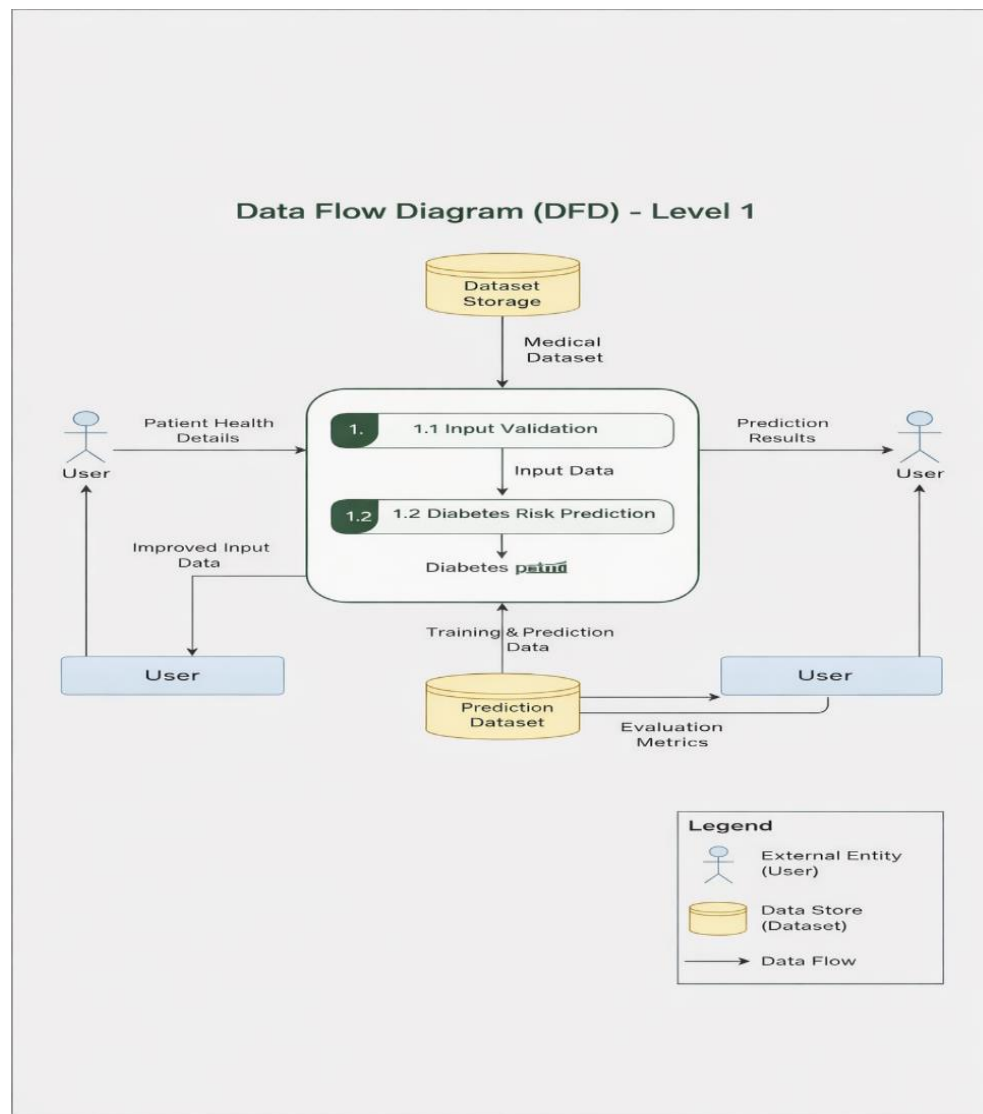 Data Flow Diagram (DFD) - Level 1
Dataset
Storage
Medical
Dataset
Patient Health
Details
User
1.
1.1 Input Validation
Input Data
1.2
1.2 Diabetes Risk Prediction
Diabetes
Prediction
Results
User
Improved Input
Data
User
Training & Prediction
Data
Prediction
Dataset
User
Evaluation
Metrics
Legend
External Entity
(User)
Data Store
(Dataset)
Data Flow